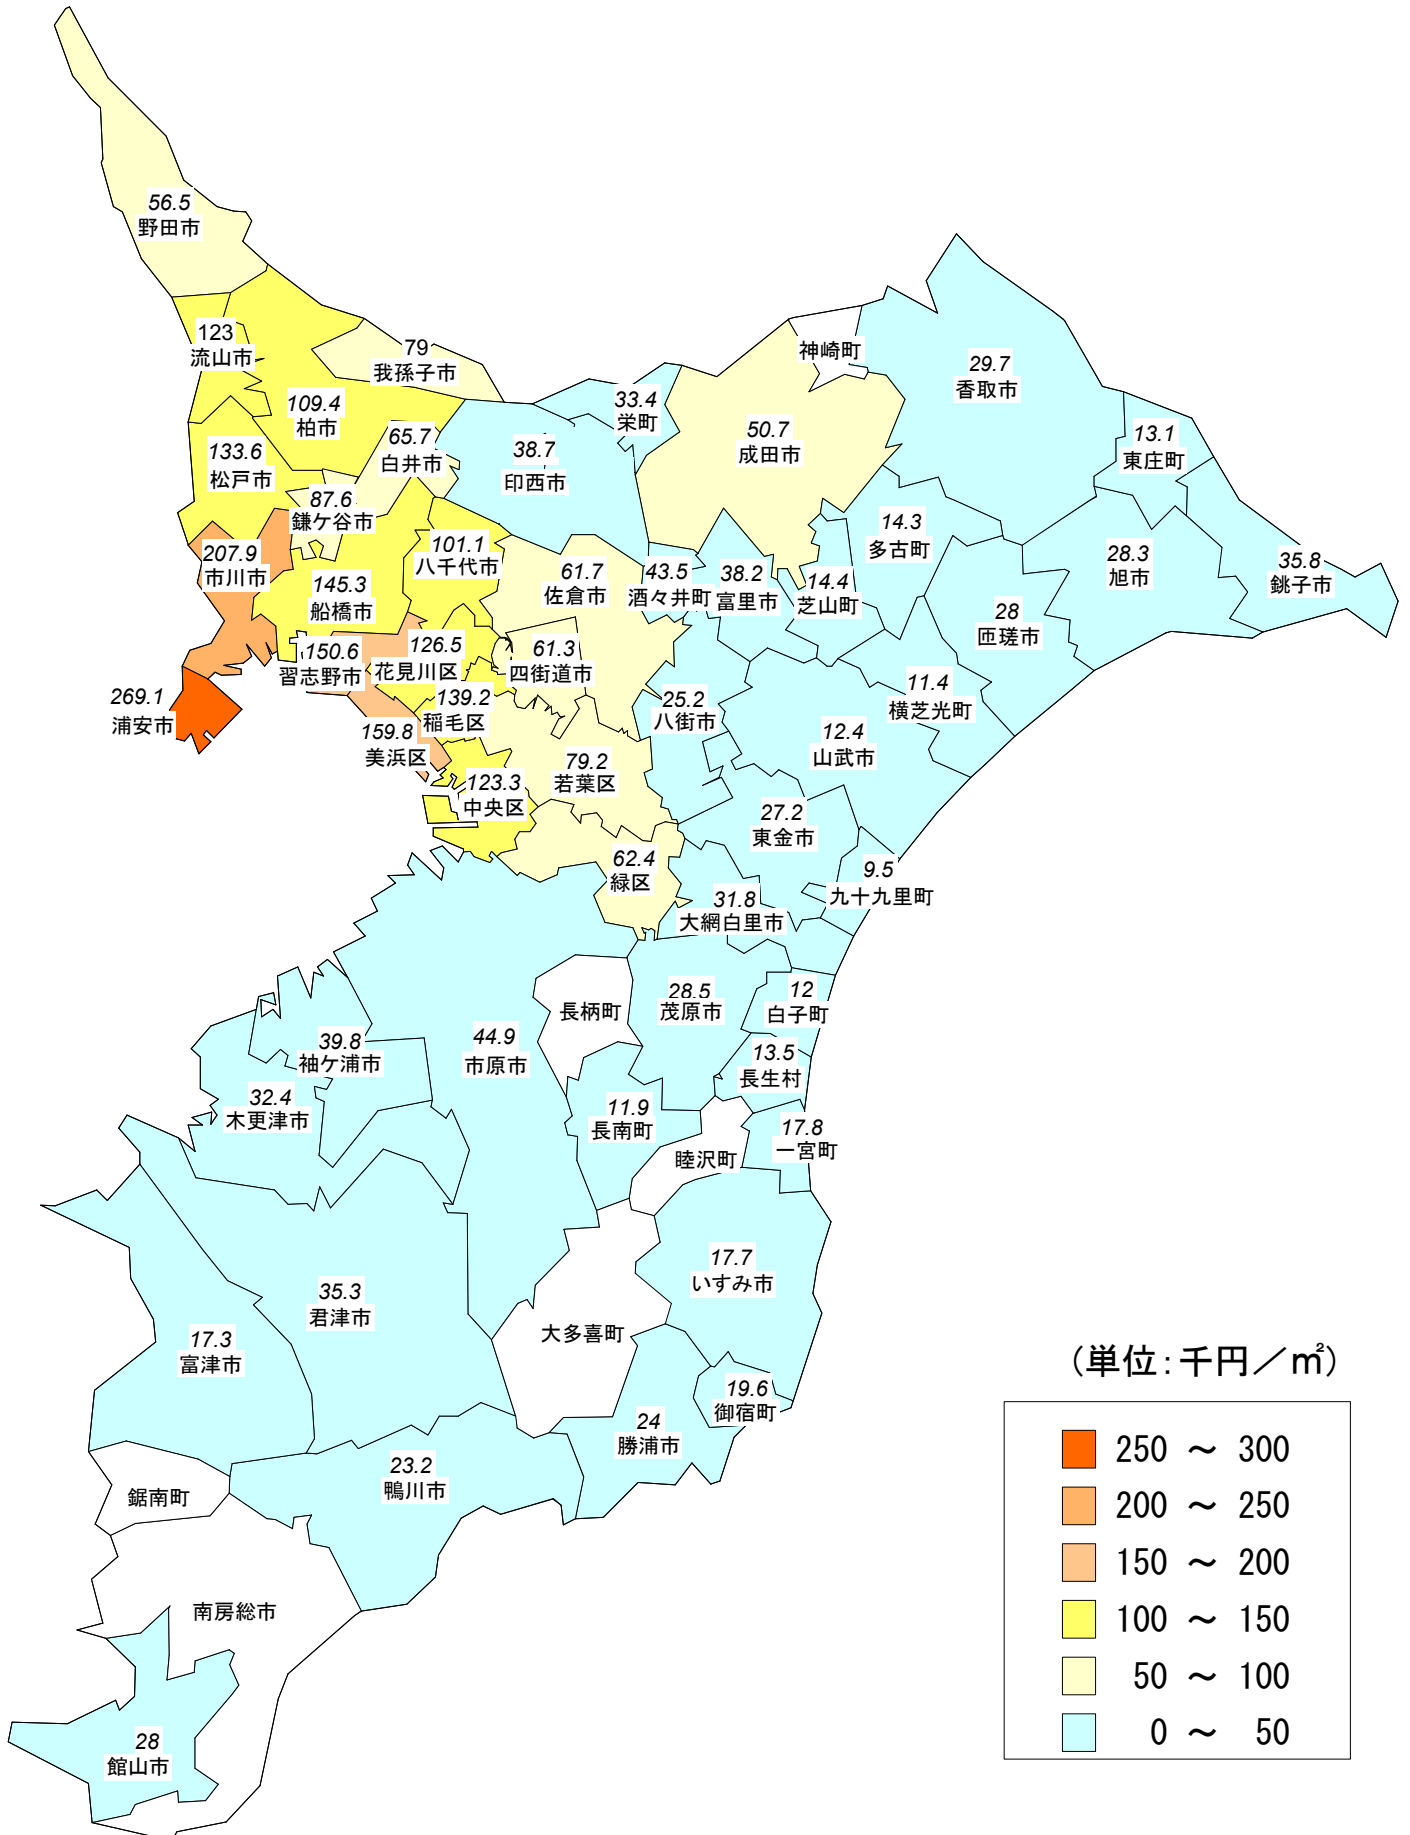 56.5
野田市
123
流山市
79
我孫子市
109.4
柏市
133.6
松戸市
65.7
白井市
87.6
鎌ケ谷市
207.9
市川市
145.3
船橋市
101.1
八千代市
38.7
印西市
33.4
栄町
50.7
成田市
神崎町
29.7
香取市
13.1
東庄町
14.3
多古町
28.3
旭市
35.8
銚子市
28
匝瑳市
61.7
佐倉市
43.5
酒々井町
38.2
富里市
14.4
芝山町
11.4
横芝光町
12.4
山武市
25.2
八街市
61.3
四街道市
150.6
習志野市
126.5
花見川区
139.2
稲毛区
159.8
美浜区
269.1
浦安市
123.3
中央区
79.2
若葉区
62.4
緑区
27.2
東金市
9.5
九十九里町
31.8
大網白里市
28.5
茂原市
12
白子町
13.5
長生村
17.8
一宮町
長柄町
11.9
長南町
睦沢町
44.9
市原市
39.8
袖ケ浦市
32.4
木更津市
35.3
君津市
17.3
富津市
17.7
いすみ市
大多喜町
19.6
御宿町
24
勝浦市
23.2
鴨川市
鋸南町
南房総市
28
館山市
（単位：千円／㎡）
250 ～ 300
200 ～ 250
150 ～ 200
100 ～ 150
50 ～ 100
0 ～ 50